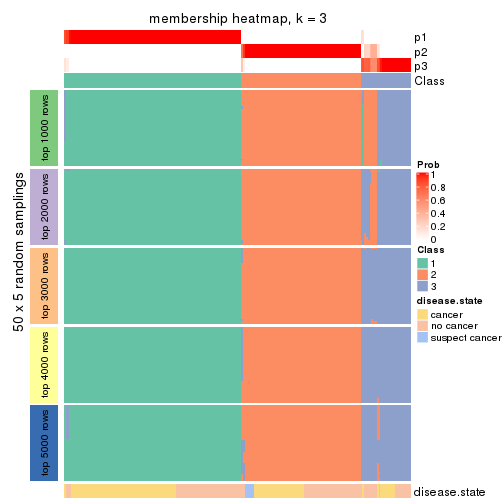 membership heatmap, k = 3
p1
p2
p3
Class
50 x 5 random samplings
top 1000 rows
top 2000 rows
top 3000 rows
top 4000 rows
top 5000 rows
Prob
1
0.8
0.6
0.4
0.2
0
Class
1
2
3
disease.state
cancer
no cancer
suspect cancer
disease.state